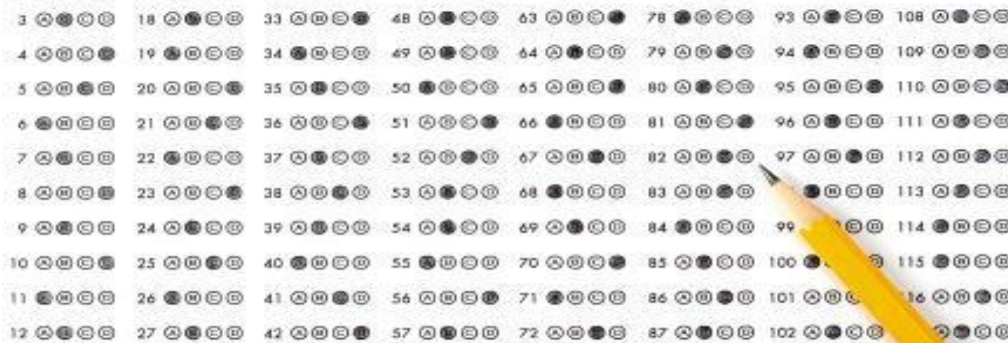 3 Ⓐ Ⓒ Ⓓ 18 Ⓐ Ⓒ Ⓓ 33 Ⓐ Ⓑ Ⓒ 48 Ⓐ Ⓒ Ⓓ 63 Ⓐ Ⓑ Ⓒ 78 Ⓑ Ⓒ Ⓓ 93 Ⓐ Ⓒ Ⓓ 108 Ⓐ Ⓒ
4 Ⓐ Ⓑ Ⓒ 19 Ⓑ Ⓒ Ⓓ 34 Ⓑ Ⓒ Ⓓ 49 Ⓐ Ⓒ Ⓓ 64 Ⓐ Ⓒ Ⓓ 79 Ⓐ Ⓑ Ⓓ 94 Ⓑ Ⓒ Ⓓ 109 Ⓐ Ⓑ
5 Ⓐ Ⓑ Ⓓ 20 Ⓐ Ⓑ Ⓒ 35 Ⓐ Ⓒ Ⓓ 50 Ⓑ Ⓒ Ⓓ 65 Ⓐ Ⓑ Ⓒ 80 Ⓐ Ⓒ Ⓓ 95 Ⓐ Ⓑ Ⓒ 110 Ⓐ Ⓑ Ⓒ
6 Ⓑ Ⓒ Ⓓ 21 Ⓐ Ⓑ Ⓓ 36 Ⓐ Ⓑ Ⓒ 51 Ⓐ Ⓑ Ⓒ 66 Ⓑ Ⓒ Ⓓ 81 Ⓐ Ⓑ Ⓒ 96 Ⓐ Ⓒ Ⓓ 111 Ⓐ Ⓒ
7 Ⓐ Ⓒ Ⓓ 22 Ⓑ Ⓒ Ⓓ 37 Ⓐ Ⓒ Ⓓ 52 Ⓐ Ⓑ Ⓓ 67 Ⓐ Ⓑ Ⓓ 82 Ⓐ Ⓑ Ⓓ 97 Ⓐ Ⓑ Ⓓ 112 Ⓐ Ⓑ
8 Ⓐ Ⓑ Ⓒ 23 Ⓐ Ⓑ Ⓒ 38 Ⓐ Ⓑ Ⓓ 53 Ⓐ Ⓒ Ⓓ 68 Ⓑ Ⓒ Ⓓ 83 Ⓐ Ⓑ Ⓓ Ⓑ Ⓒ Ⓓ 113 Ⓐ Ⓒ
9 Ⓐ Ⓒ Ⓓ 24 Ⓐ Ⓒ Ⓓ 39 Ⓐ Ⓒ Ⓓ 54 Ⓐ Ⓒ Ⓓ 69 Ⓐ Ⓒ Ⓓ 84 Ⓑ Ⓒ Ⓓ 99 Ⓒ Ⓓ 114 Ⓑ Ⓒ
10 Ⓐ Ⓑ Ⓒ 25 Ⓐ Ⓑ Ⓓ 40 Ⓑ Ⓒ Ⓓ 55 Ⓑ Ⓒ Ⓓ 70 Ⓐ Ⓑ Ⓒ 85 Ⓐ Ⓒ Ⓓ 100 Ⓓ 115 Ⓑ Ⓒ
11 Ⓑ Ⓒ Ⓓ 26 Ⓑ Ⓒ Ⓓ 41 Ⓐ Ⓑ Ⓓ 56 Ⓐ Ⓑ Ⓒ 71 Ⓑ Ⓒ Ⓓ 86 Ⓐ Ⓑ Ⓓ 101 Ⓐ Ⓑ 16 Ⓐ Ⓑ
12 Ⓐ Ⓒ Ⓓ 27 Ⓐ Ⓒ Ⓓ 42 Ⓐ Ⓑ Ⓒ 57 Ⓐ Ⓒ Ⓓ 72 Ⓐ Ⓑ Ⓓ 87 Ⓐ Ⓒ Ⓓ 102 Ⓐ Ⓒ Ⓒ